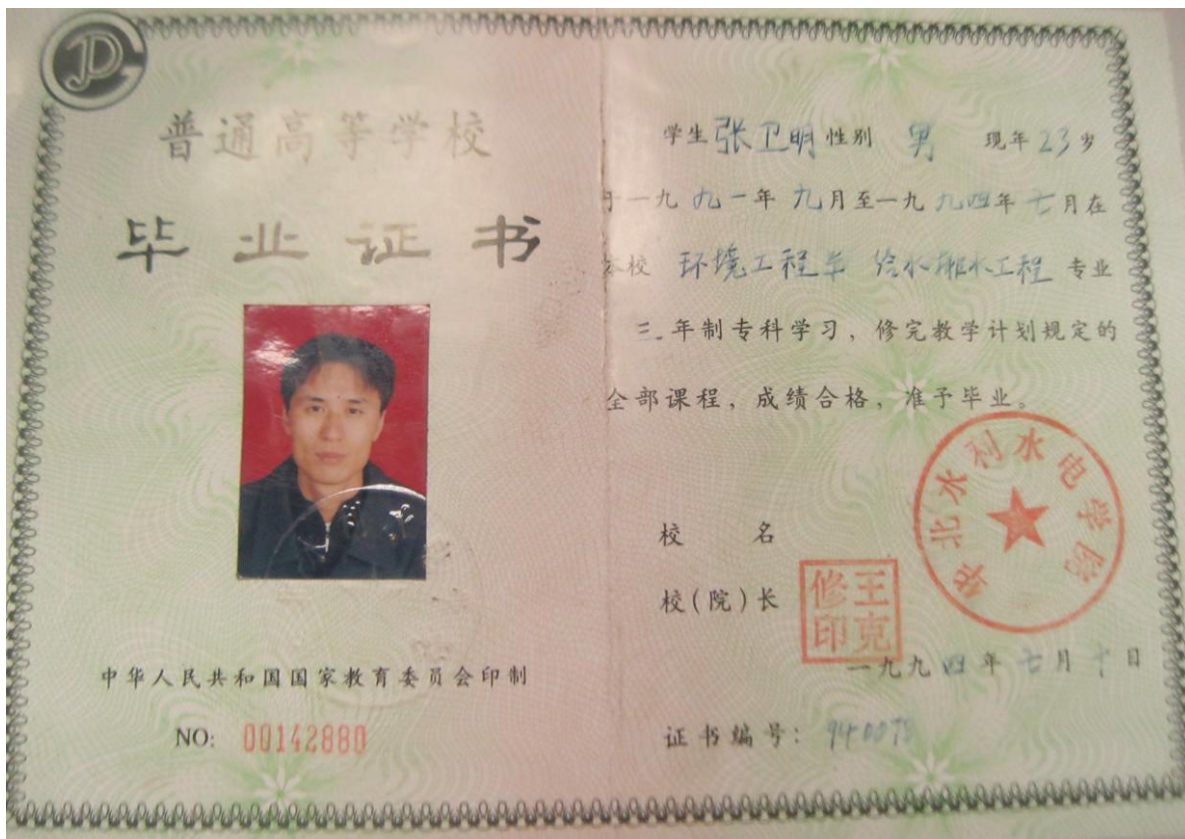 普通高等学校
毕业证书
中华人民共和国国家教育委员会印制
NO: 00142880
学生张卫明性别 男 现年23岁
于一九九一年九月至一九九四年七月在
本校 环境工程系 给水排水工程 专业
三年制专科学习，修完教学计划规定的
全部课程，成绩合格，准予毕业。
华北水利水电学院
校 名
校(院)长
王克修印
一九九四年七月十日
证书编号：